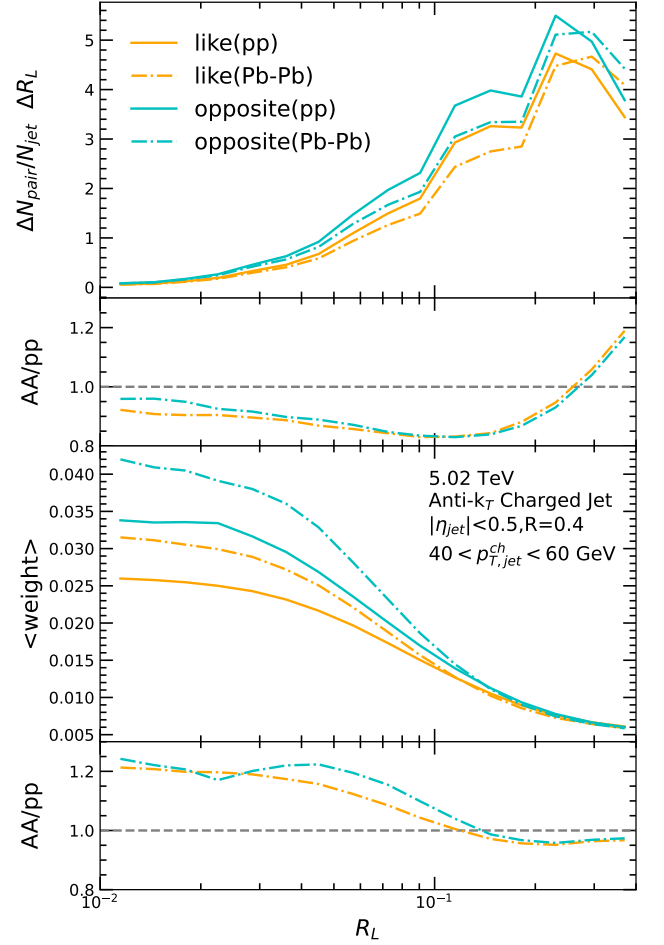 ΔN_pair/N_jet ΔR_L
5
4
3
2
1
0
like(pp)
like(Pb-Pb)
opposite(pp)
opposite(Pb-Pb)
AA/pp
1.2
1.0
0.8
<weight>
0.040
0.035
0.030
0.025
0.020
0.015
0.010
0.005
5.02 TeV
Anti-k_T Charged Jet
|η_jet|<0.5,R=0.4
40 < p_{T,jet}^{ch} < 60 GeV
AA/pp
1.2
1.0
0.8
10^{-2}
10^{-1}
R_L